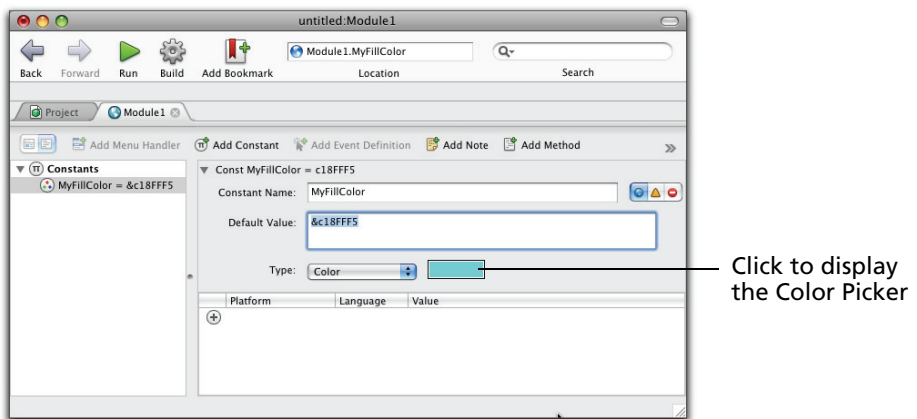 untitled:Module1
Module1.MyFillColor
Back Forward Run Build Add Bookmark Location Search
Project Module1
Add Menu Handler Add Constant Add Event Definition Add Note Add Method
Constants
MyFillColor = &c18FFF5
Const MyFillColor = c18FFF5
Constant Name: MyFillColor
Default Value: &c18FFF5
Type: Color
Click to display
the Color Picker
Platform Language Value